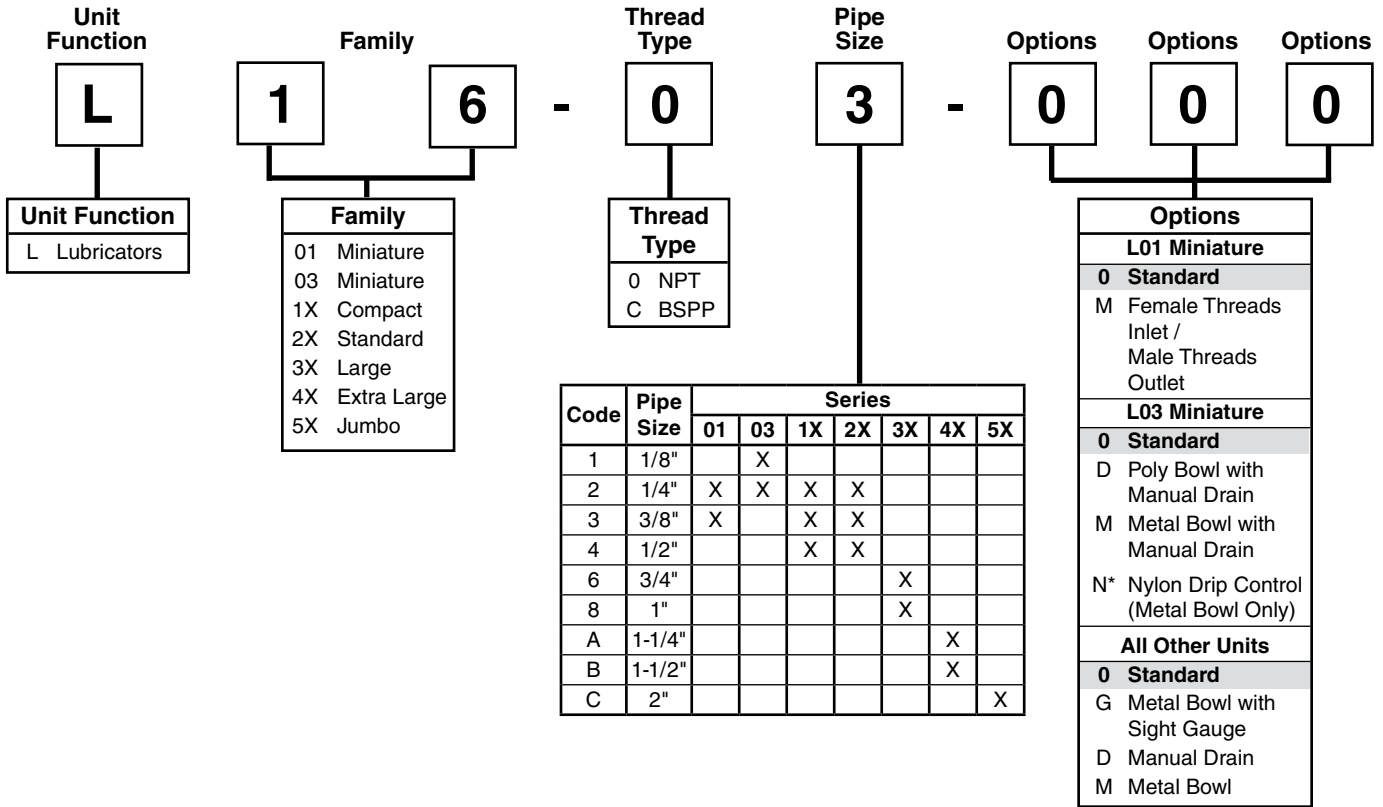 Unit Function
Family
Thread Type
Pipe Size
Options
Options
Options
L 1 6 - 0 3 - 0 0 0
Unit Function
L Lubricators
Family
01 Miniature
03 Miniature
1X Compact
2X Standard
3X Large
4X Extra Large
5X Jumbo
Thread
Type
0 NPT
C BSPP
Code Pipe Size Series
01 03 1X 2X 3X 4X 5X
1 1/8" X
2 1/4" X X X X
3 3/8" X X X
4 1/2" X X
6 3/4" X
8 1" X
A 1-1/4" X
B 1-1/2" X
C 2" X
Options
L01 Miniature
0 Standard
M Female Threads
Inlet /
Male Threads
Outlet
L03 Miniature
0 Standard
D Poly Bowl with
Manual Drain
M Metal Bowl with
Manual Drain
N* Nylon Drip Control
(Metal Bowl Only)
All Other Units
0 Standard
G Metal Bowl with
Sight Gauge
D Manual Drain
M Metal Bowl